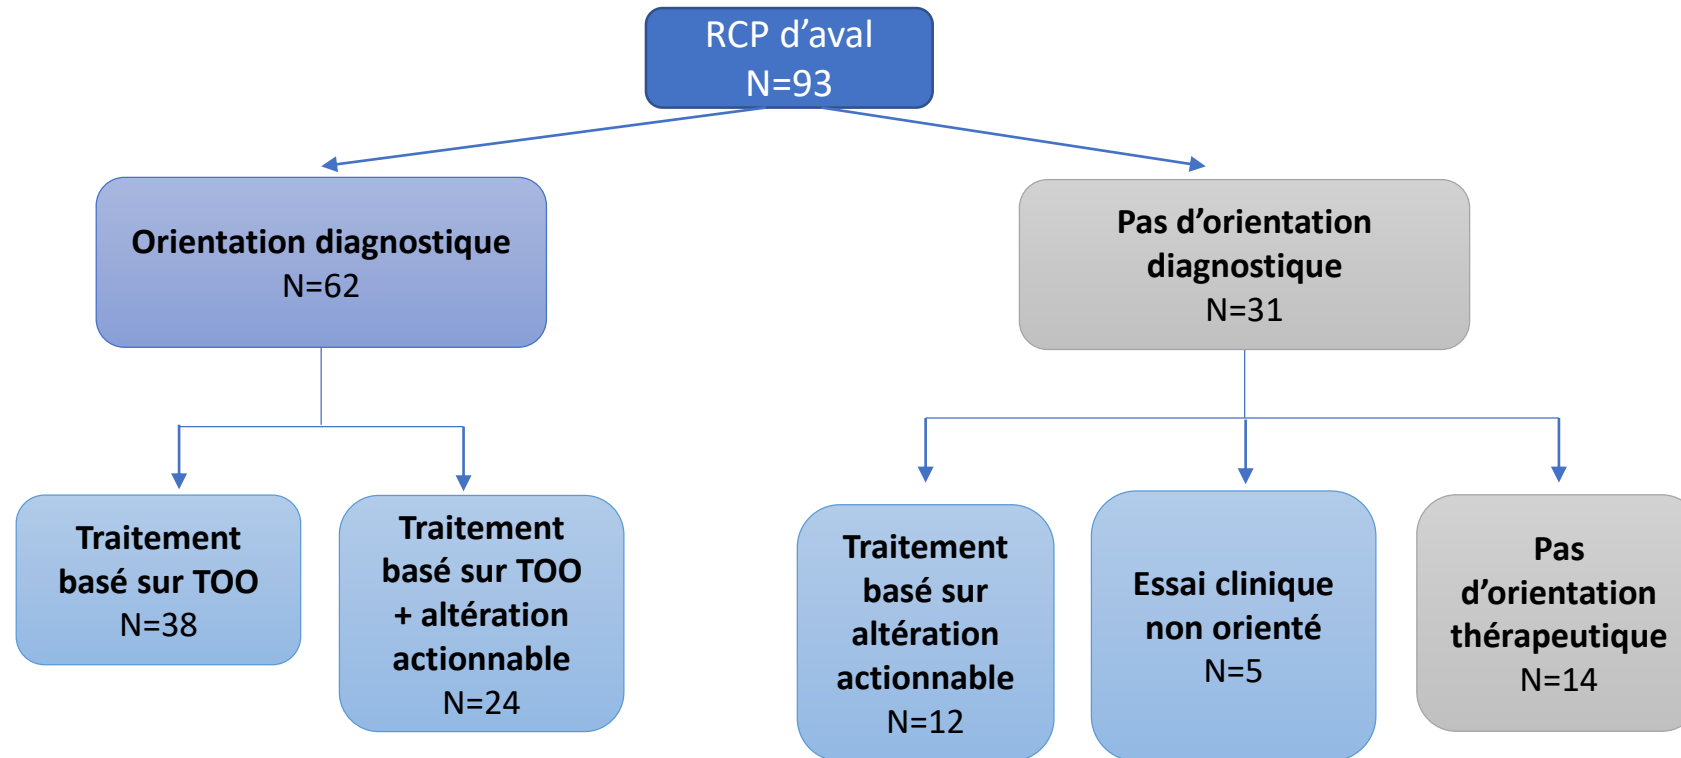 RCP d’aval
N=93
Orientation diagnostique
N=62
Pas d’orientation
diagnostique
N=31
Traitement
basé sur TOO
N=38
Traitement
basé sur TOO
+ altération
actionnable
N=24
Traitement
basé sur
altération
actionnable
N=12
Essai clinique
non orienté
N=5
Pas
d’orientation
thérapeutique
N=14